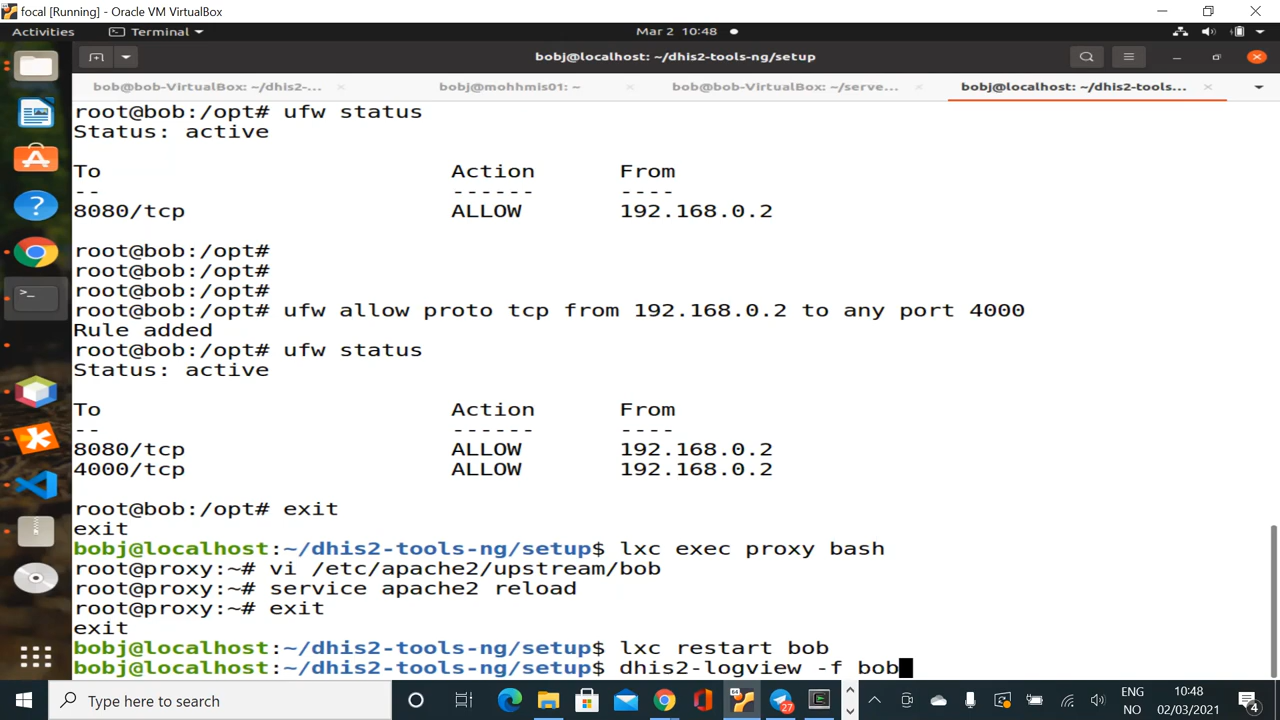 focal [Running] - Oracle VM VirtualBox
Activities Terminal Mar 2 10:48
bobj@localhost: ~/dhis2-tools-ng/setup
bob@bob-VirtualBox: ~/dhis2-... bobj@mohhmis01: ~ bob@bob-VirtualBox: ~/serve... bobj@localhost: ~/dhis2-tools...
root@bob:/opt# ufw status
Status: active
To Action From
-- ------ ----
8080/tcp ALLOW 192.168.0.2
root@bob:/opt#
root@bob:/opt#
root@bob:/opt#
root@bob:/opt# ufw allow proto tcp from 192.168.0.2 to any port 4000
Rule added
root@bob:/opt# ufw status
Status: active
To Action From
-- ------ ----
8080/tcp ALLOW 192.168.0.2
4000/tcp ALLOW 192.168.0.2
root@bob:/opt# exit
exit
bobj@localhost:~/dhis2-tools-ng/setup$ lxc exec proxy bash
root@proxy:~# vi /etc/apache2/upstream/bob
root@proxy:~# service apache2 reload
root@proxy:~# exit
exit
bobj@localhost:~/dhis2-tools-ng/setup$ lxc restart bob
bobj@localhost:~/dhis2-tools-ng/setup$ dhis2-logview -f bob
Type here to search 27 ENG 10:48
NO 02/03/2021 4